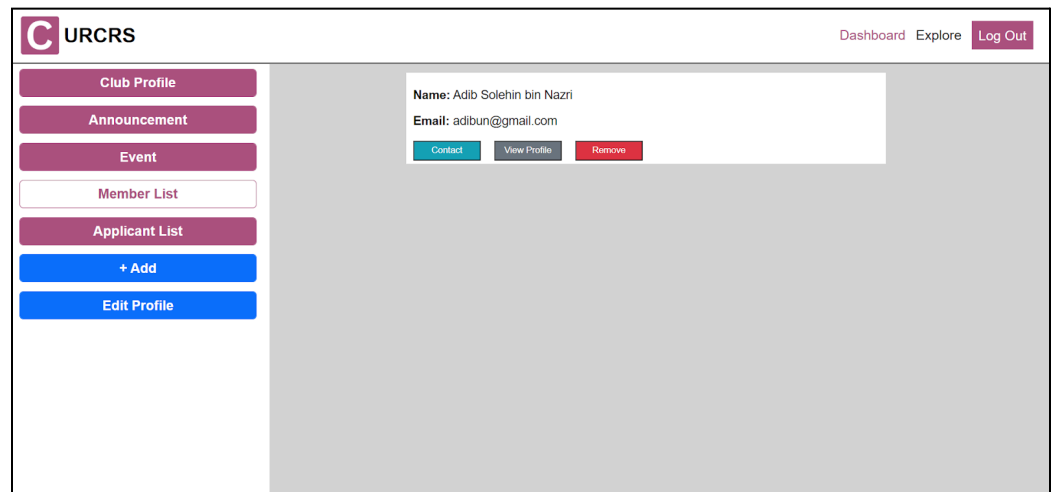 C URCRS
Dashboard Explore Log Out
Club Profile
Announcement
Event
Member List
Applicant List
+ Add
Edit Profile
Name: Adib Solehin bin Nazri
Email: adibun@gmail.com
Contact View Profile Remove